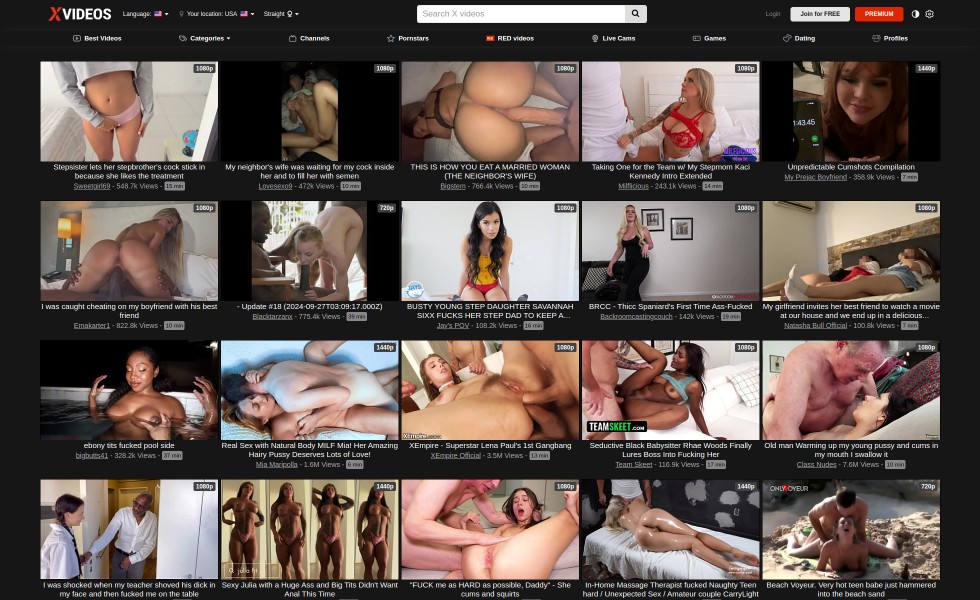 XVIDEOS
Language:
Your location: USA
Straight
Search X videos
Login
Join for FREE
PREMIUM
Best Videos
Categories
Channels
Pornstars
RED videos
Live Cams
Games
Dating
Profiles
1080p
1080p
1080p
1080p
1440p
Stepsister lets her stepbrother's cock stick in
because she likes the treatment
Sweetgirl69 - 548.7k Views - 15 min
My neighbor's wife was waiting for my cock inside
her and to fill her with semen
Lovesexo9 - 472k Views - 10 min
THIS IS HOW YOU EAT A MARRIED WOMAN
(THE NEIGHBOR'S WIFE)
Bigstem - 766.4k Views - 10 min
Taking One for the Team w/ My Stepmom Kaci
Kennedy Intro Extended
Milflicious - 243.1k Views - 14 min
Unpredictable Cumshots Compilation
My Prejac Boyfriend - 358.9k Views - 7 min
1080p
720p
1080p
1080p
1080p
I was caught cheating on my boyfriend with his best
friend
Emakarter1 - 822.8k Views - 10 min
- Update #18 (2024-09-27T03:09:17.000Z)
Blacktarzanx - 775.4k Views - 39 min
BUSTY YOUNG STEP DAUGHTER SAVANNAH
SIXX FUCKS HER STEP DAD TO KEEP A...
Jay's POV - 108.2k Views - 16 min
BRCC - Thicc Spaniard's First Time Ass-Fucked
Backroomcastingcouch - 142k Views - 19 min
My girlfriend invites her best friend to watch a movie
at our house and we end up in a delicious...
Natasha Bull Official - 100.8k Views - 7 min
1440p
1080p
1080p
1080p
TEAMSKEET.COM
ebony tits fucked pool side
bigbutts41 - 328.2k Views - 37 min
Real Sex with Natural Body MILF Mia! Her Amazing
Hairy Pussy Deserves Lots of Love!
Mia Maripolla - 1.6M Views - 6 min
XEmpire - Superstar Lena Paul's 1st Gangbang
XEmpire Official - 3.5M Views - 13 min
Seductive Black Babysitter Rhae Woods Finally
Lures Boss Into Fucking Her
Team Skeet - 116.9k Views - 17 min
Old man Warming up my young pussy and cums in
my mouth I swallow it
Class Nudes - 7.6M Views - 10 min
1080p
1440p
1080p
1440p
720p
julia fit
I was shocked when my teacher shoved his dick in
my face and then fucked me on the table
Sexy Julia with a Huge Ass and Big Tits Didn't Want
Anal This Time
"FUCK me as HARD as possible, Daddy" - She
cums and squirts
In-Home Massage Therapist fucked Naughty Teen
hard / Unexpected Sex / Amateur couple CarryLight
Beach Voyeur. Very hot teen babe just hammered
into the beach sand